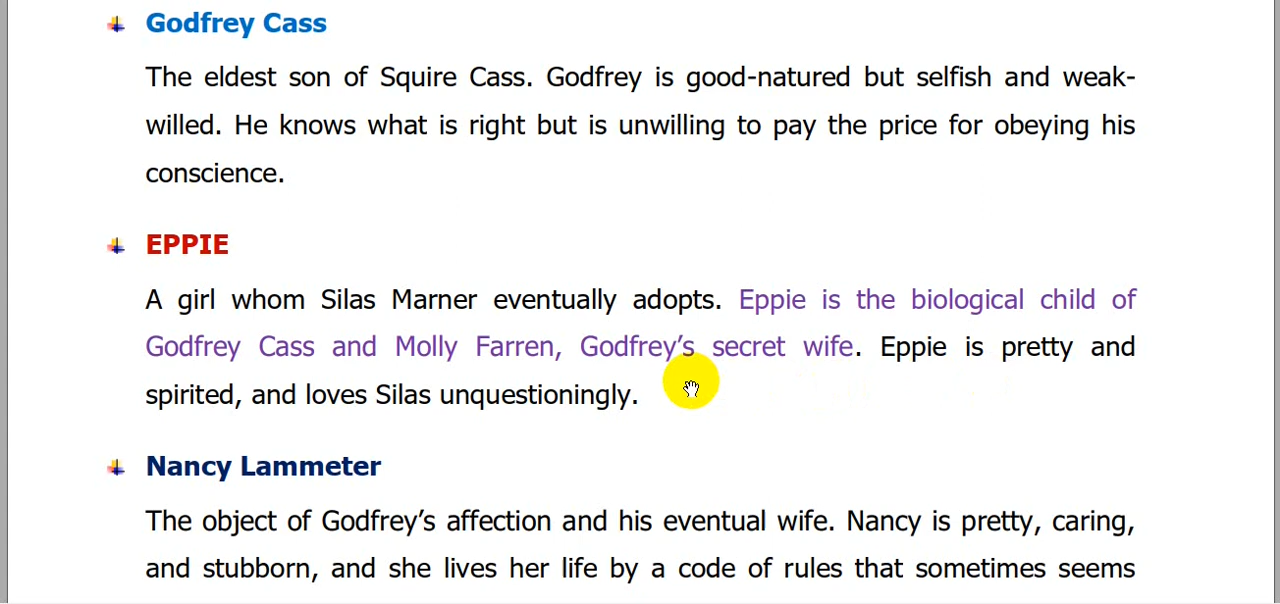 Godfrey Cass
The eldest son of Squire Cass. Godfrey is good-natured but selfish and weak-
willed. He knows what is right but is unwilling to pay the price for obeying his
conscience.
EPPIE
A girl whom Silas Marner eventually adopts. Eppie is the biological child of
Godfrey Cass and Molly Farren, Godfrey’s secret wife. Eppie is pretty and
spirited, and loves Silas unquestioningly.
Nancy Lammeter
The object of Godfrey’s affection and his eventual wife. Nancy is pretty, caring,
and stubborn, and she lives her life by a code of rules that sometimes seems